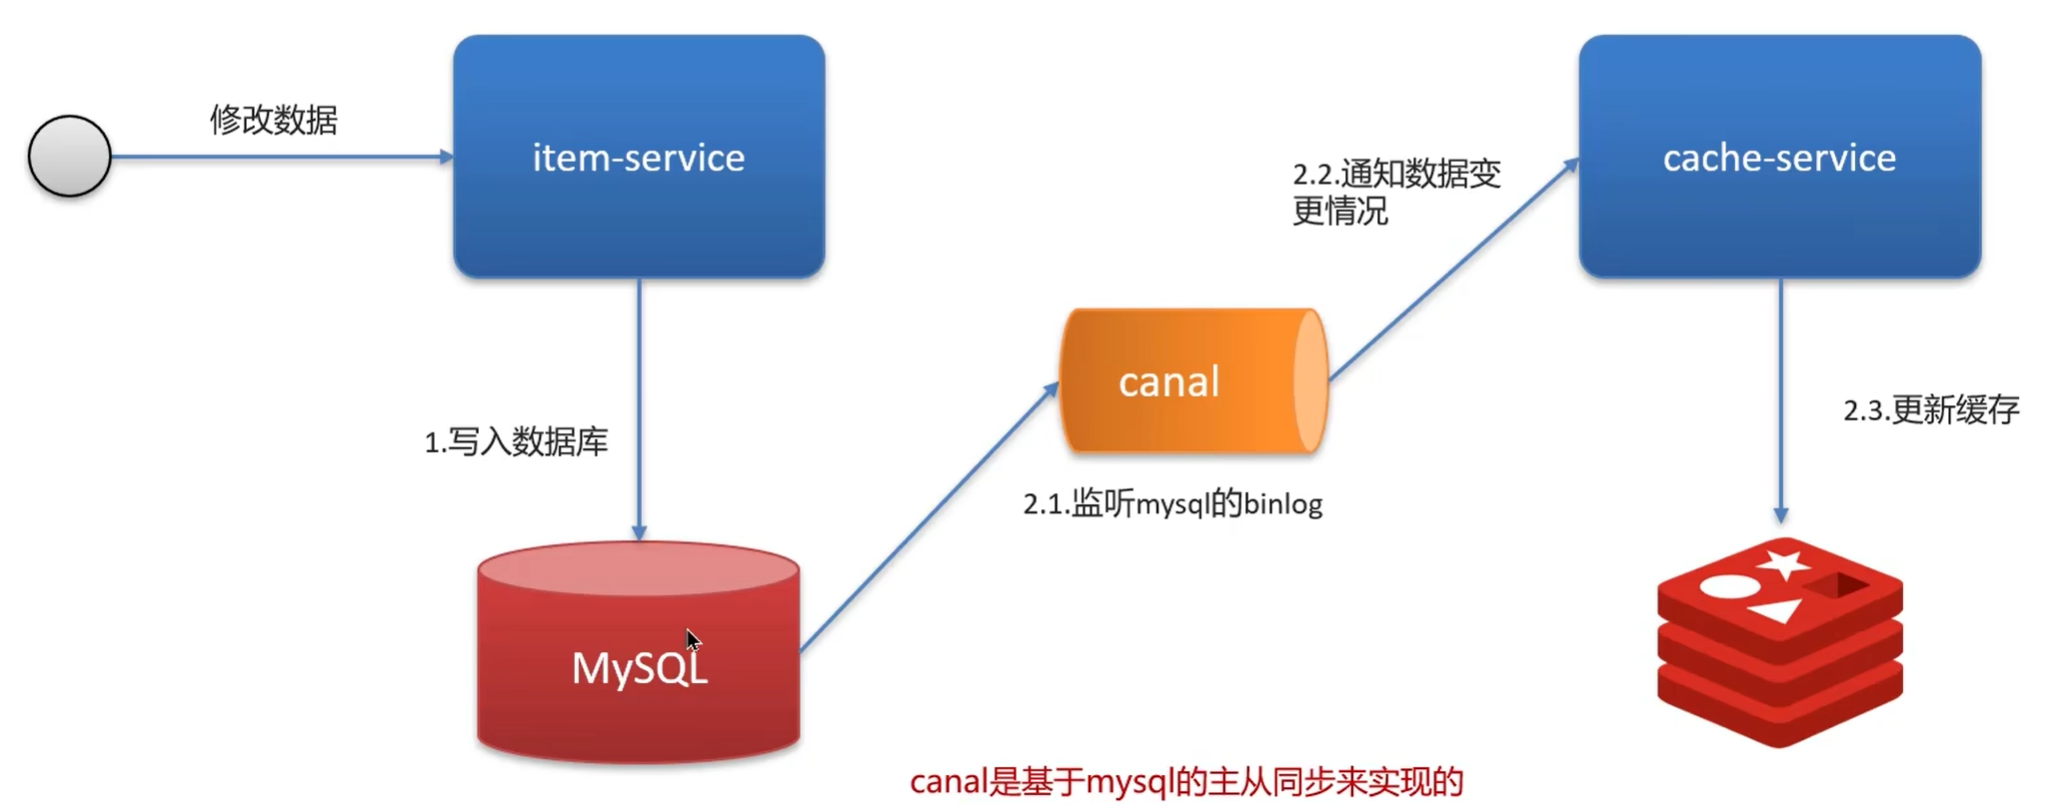 修改数据
item-service
cache-service
2.2.通知数据变
更情况
canal
2.3.更新缓存
1.写入数据库
2.1.监听mysql的binlog
MySQL
canal是基于mysql的主从同步来实现的